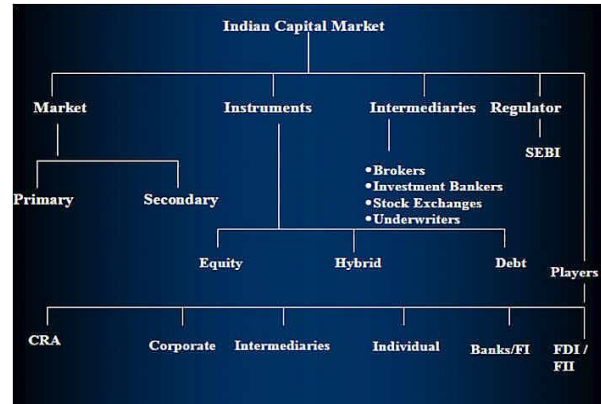 Indian Capital Market
Market Instruments Intermediaries Regulator
SEBI
•Brokers
•Investment Bankers
•Stock Exchanges
•Underwriters
Primary Secondary
Equity Hybrid Debt
Players
CRA Corporate Intermediaries Individual Banks/FI FDI /
FII